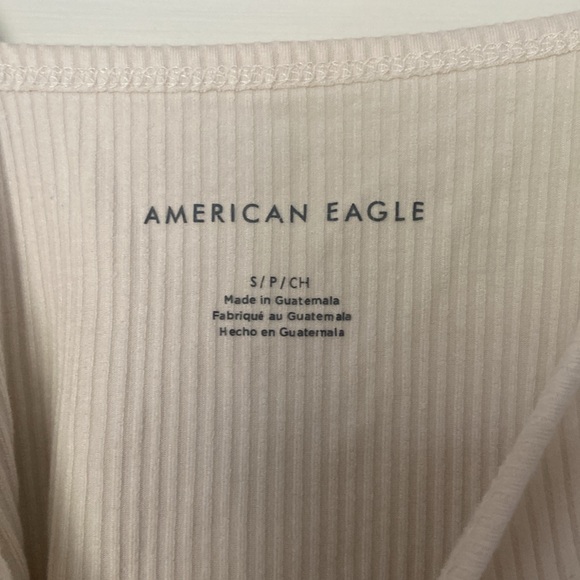 AMERICAN EAGLE
S/P/CH
Made in Guatemala
Fabriqué au Guatemala
Hecho en Guatemala